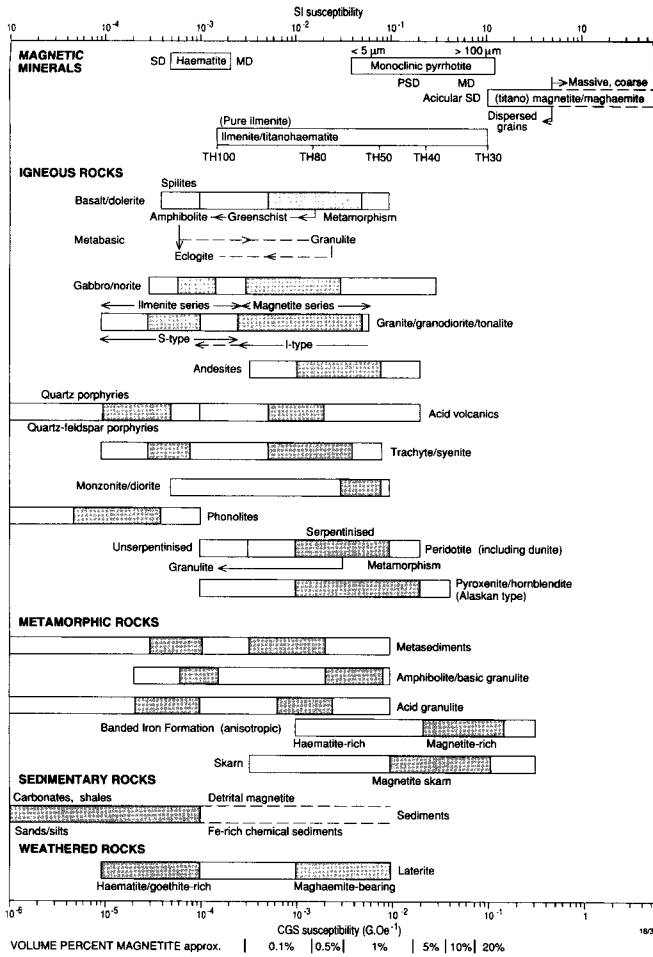 SI susceptibility
10 10⁻⁴ 10⁻³ 10⁻² 10⁻¹ 1 10
MAGNETIC MINERALS
SD Haematite MD
< 5 µm > 100µm
Monoclinic pyrrhotite
PSD MD
Massive, coarse
Acicular SD (titano) magnetite/maghaemite
Dispersed grains
(Pure ilmenite)
Ilmenite/titanohaematite
TH100 TH80 TH50 TH40 TH30
IGNEOUS ROCKS
Spilites
Basalt/dolerite
Amphibolite Greenschist Metamorphism
Metabasic Granulite
Eclogite
Gabbro/norite
Ilmenite series Magnetite series
Granite/granodiorite/tonalite
S-type I-type
Andesites
Quartz porphyries
Acid volcanics
Quartz-feldspar porphyries
Trachyte/syenite
Monzonite/diorite
Phonolites
Serpentinised
Unserpentinised Peridotite (including dunite)
Granulite Metamorphism
Pyroxenite/hornblendite
(Alaskan type)
METAMORPHIC ROCKS
Metasediments
Amphibolite/basic granulite
Acid granulite
Banded Iron Formation (anisotropic)
Haematite-rich Magnetite-rich
Skarn
Magnetite skarn
SEDIMENTARY ROCKS
Carbonates, shales Detrital magnetite
Sediments
Sands/silts Fe-rich chemical sediments
WEATHERED ROCKS
Laterite
Haematite/goethite-rich Maghaemite-bearing
10⁻⁶ 10⁻⁵ 10⁻⁴ 10⁻³ 10⁻² 10⁻¹ 1
CGS susceptibility (G.Oe⁻¹)
VOLUME PERCENT MAGNETITE approx. 0.1% 0.5% 1% 5% 10% 20%